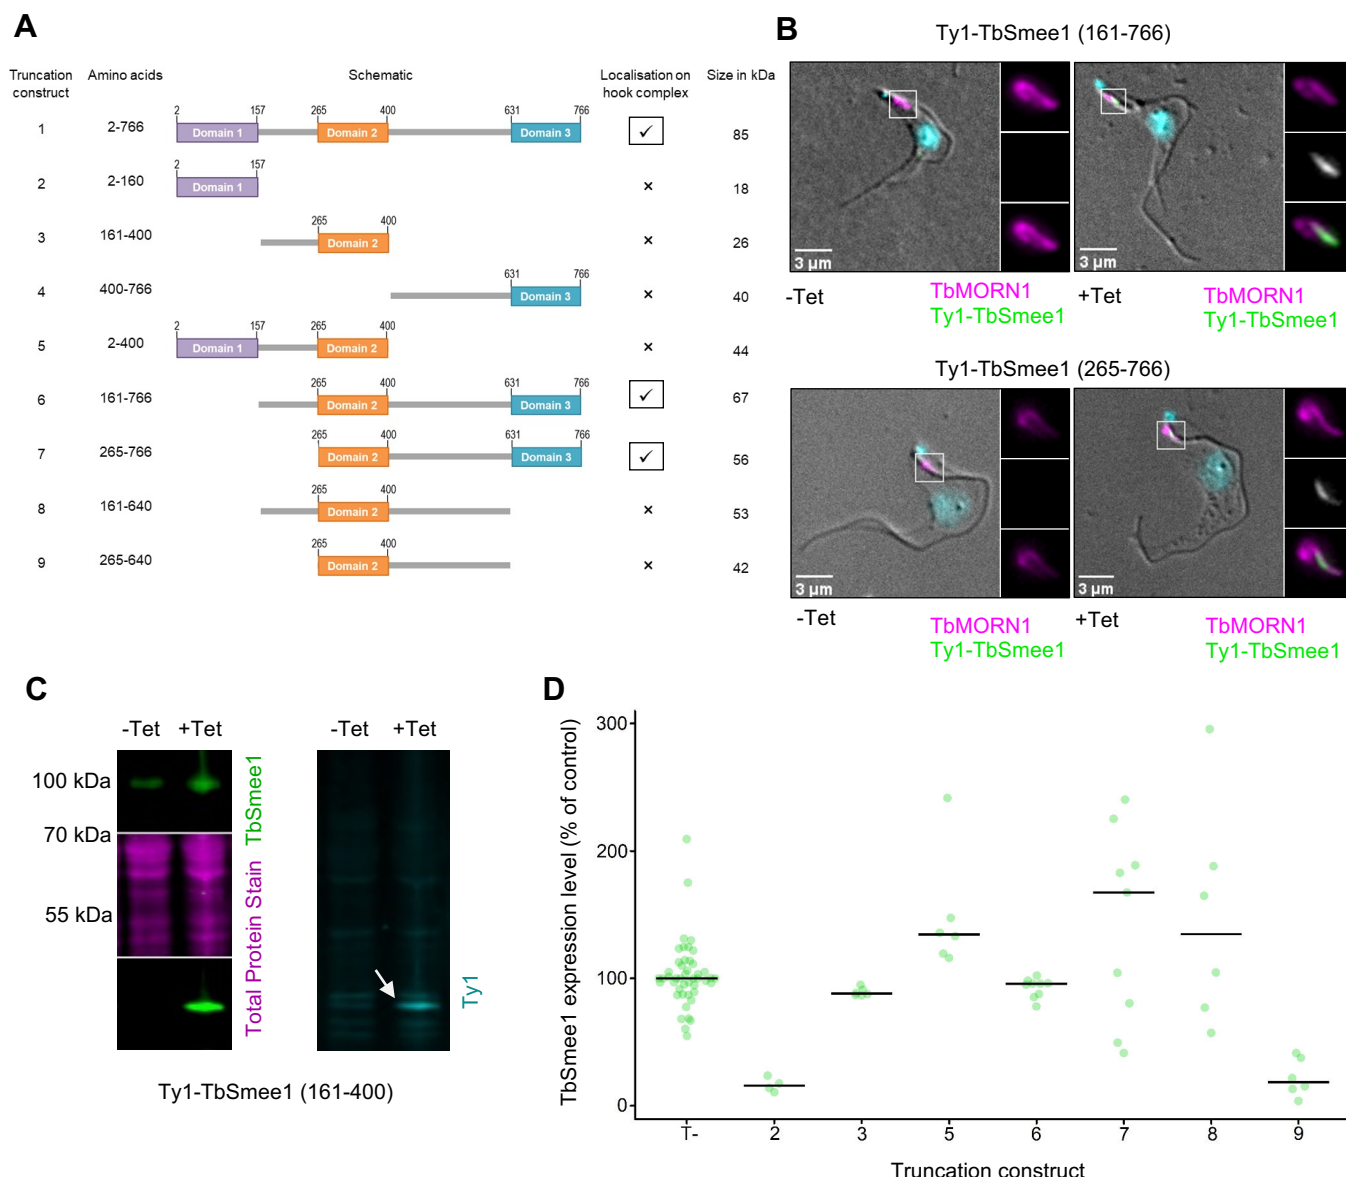 A
Truncation construct Amino acids Schematic Localisation on hook complex Size in kDa
2 157 265 400 631 766
1 2-766 Domain 1 Domain 2 Domain 3 ✓ 85
2 157
2 2-160 Domain 1 × 18
265 400
3 161-400 Domain 2 × 26
631 766
4 400-766 Domain 3 × 40
2 157 265 400
5 2-400 Domain 1 Domain 2 × 44
265 400 631 766
6 161-766 Domain 2 Domain 3 ✓ 67
265 400 631 766
7 265-766 Domain 2 Domain 3 ✓ 56
265 400
8 161-640 Domain 2 × 53
265 400
9 265-640 Domain 2 × 42
B
Ty1-TbSmee1 (161-766)
3 µm 3 µm
-Tet TbMORN1 +Tet TbMORN1
Ty1-TbSmee1 Ty1-TbSmee1
Ty1-TbSmee1 (265-766)
3 µm 3 µm
-Tet TbMORN1 +Tet TbMORN1
Ty1-TbSmee1 Ty1-TbSmee1
C
-Tet +Tet -Tet +Tet
100 kDa
70 kDa
55 kDa
TbSmee1
Total Protein Stain
Ty1
Ty1-TbSmee1 (161-400)
D
TbSmee1 expression level (% of control)
300
200
100
0
T- 2 3 5 6 7 8 9
Truncation construct